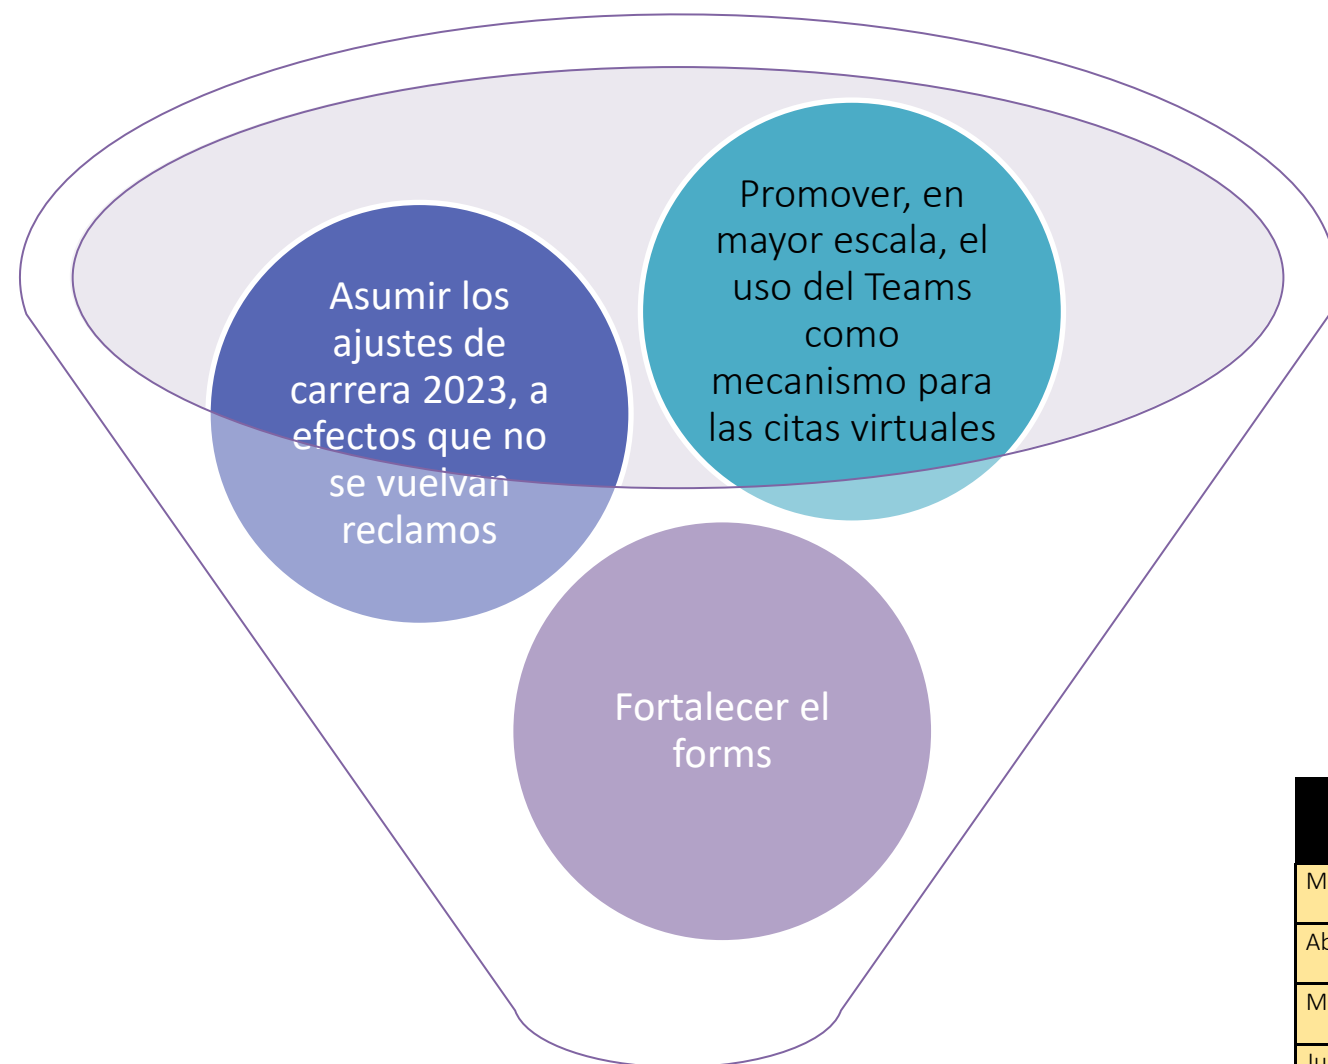 Promover, en
mayor escala, el
uso del Teams
como
mecanismo para
las citas virtuales
Asumir los
ajustes de
carrera 2023, a
efectos que no
se vuelvan
reclamos
Fortalecer el
forms